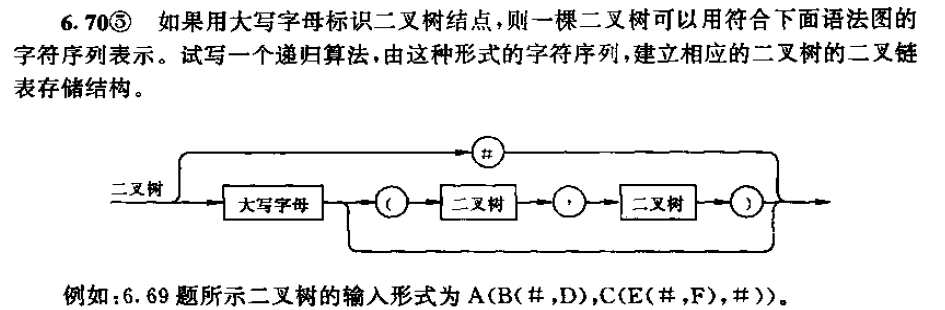 6.70⑤ 如果用大写字母标识二叉树结点,则一棵二叉树可以用符合下面语法图的
字符序列表示。试写一个递归算法,由这种形式的字符序列,建立相应的二叉树的二叉链
表存储结构。
#
二叉树
大写字母 ( 二叉树 , 二叉树 )
例如:6.69 题所示二叉树的输入形式为 A(B(#,D),C(E(#,F),#))。